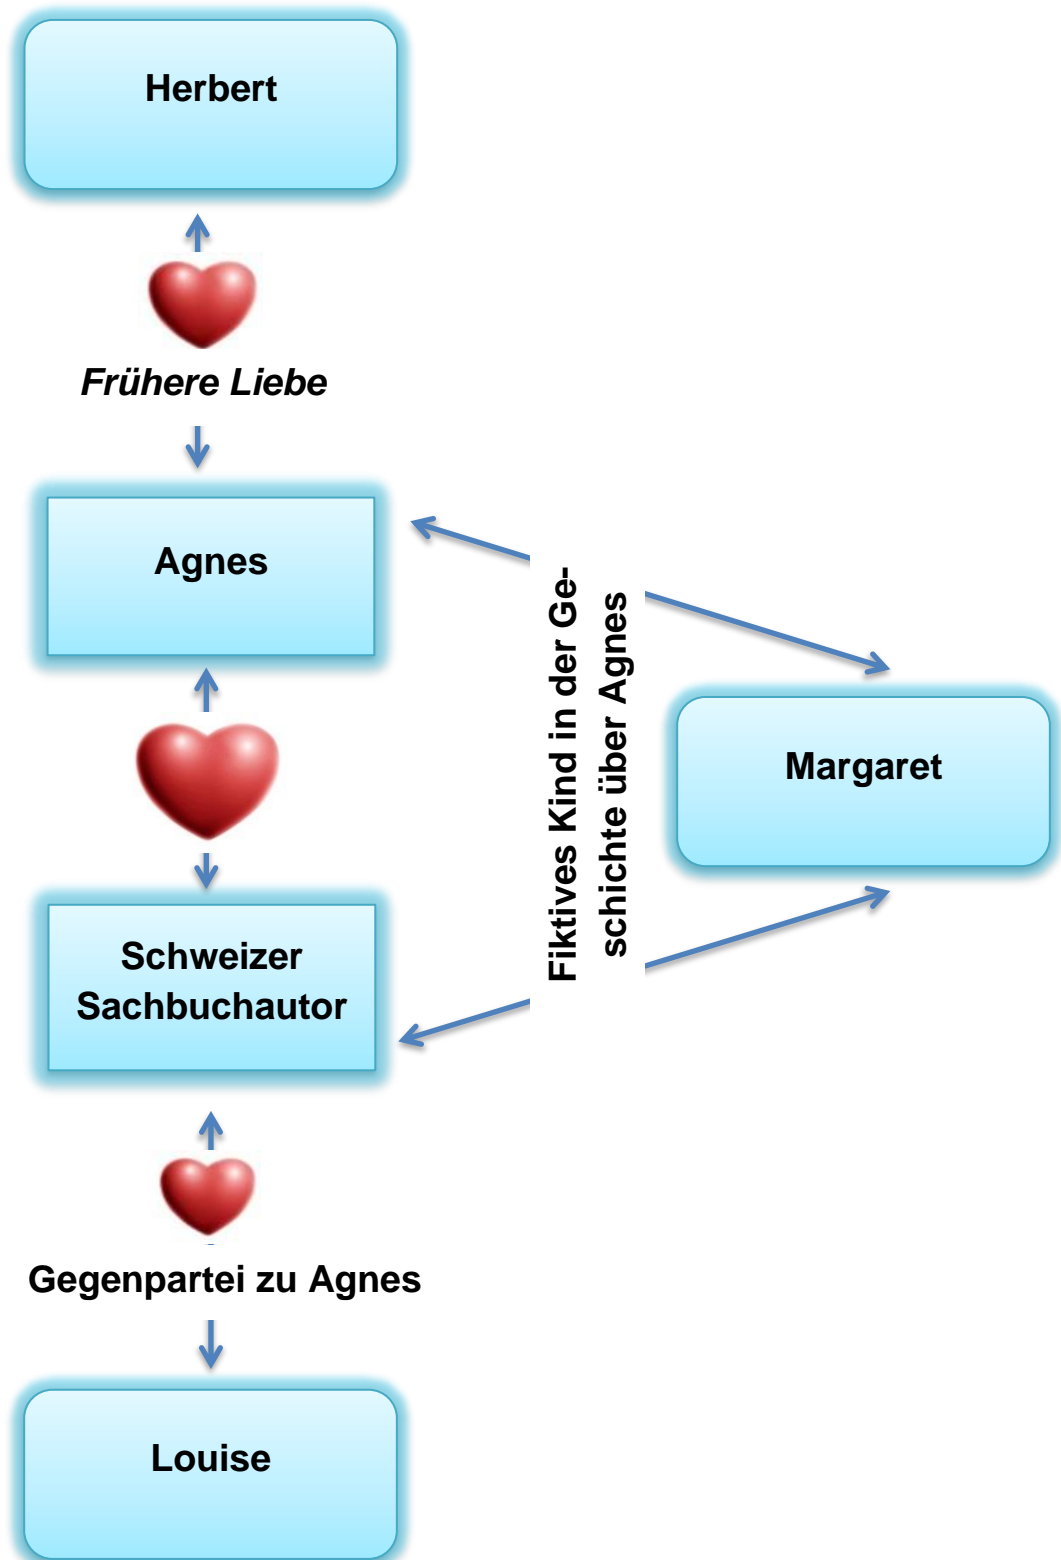 Herbert
Frühere Liebe
Agnes
Fiktives Kind in der Ge-
schichte über Agnes
Margaret
Schweizer
Sachbuchautor
Gegenpartei zu Agnes
Louise